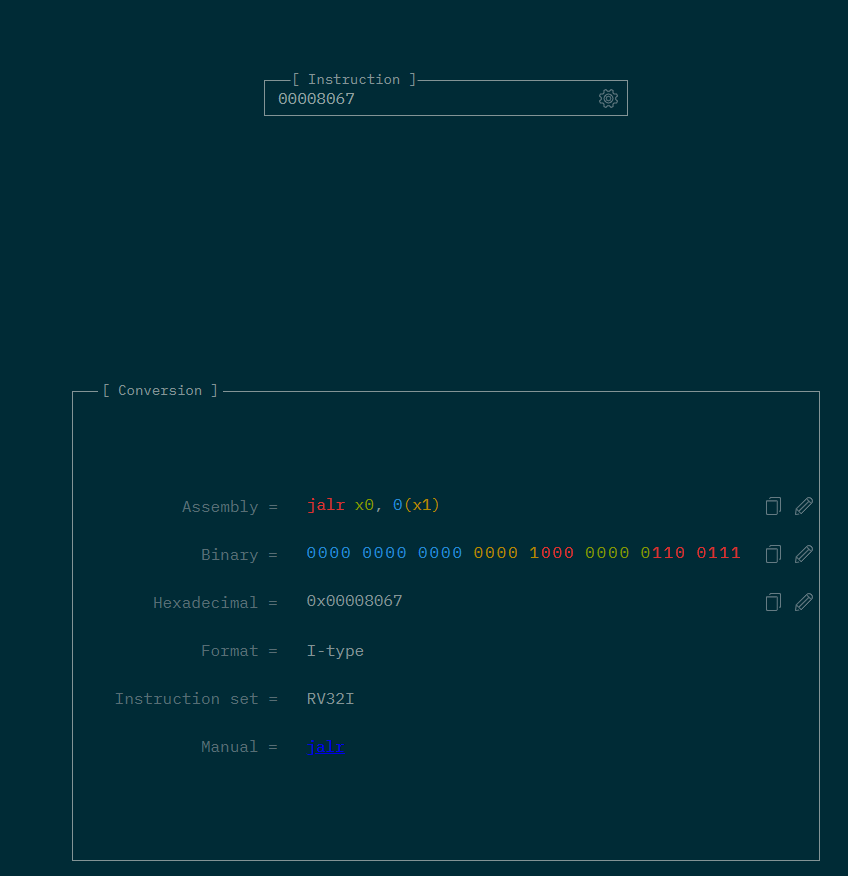 [ Instruction ]
00008067
[ Conversion ]
Assembly = jalr x0, 0(x1)
Binary = 0000 0000 0000 0000 1000 0000 0110 0111
Hexadecimal = 0x00008067
Format = I-type
Instruction set = RV32I
Manual = jalr